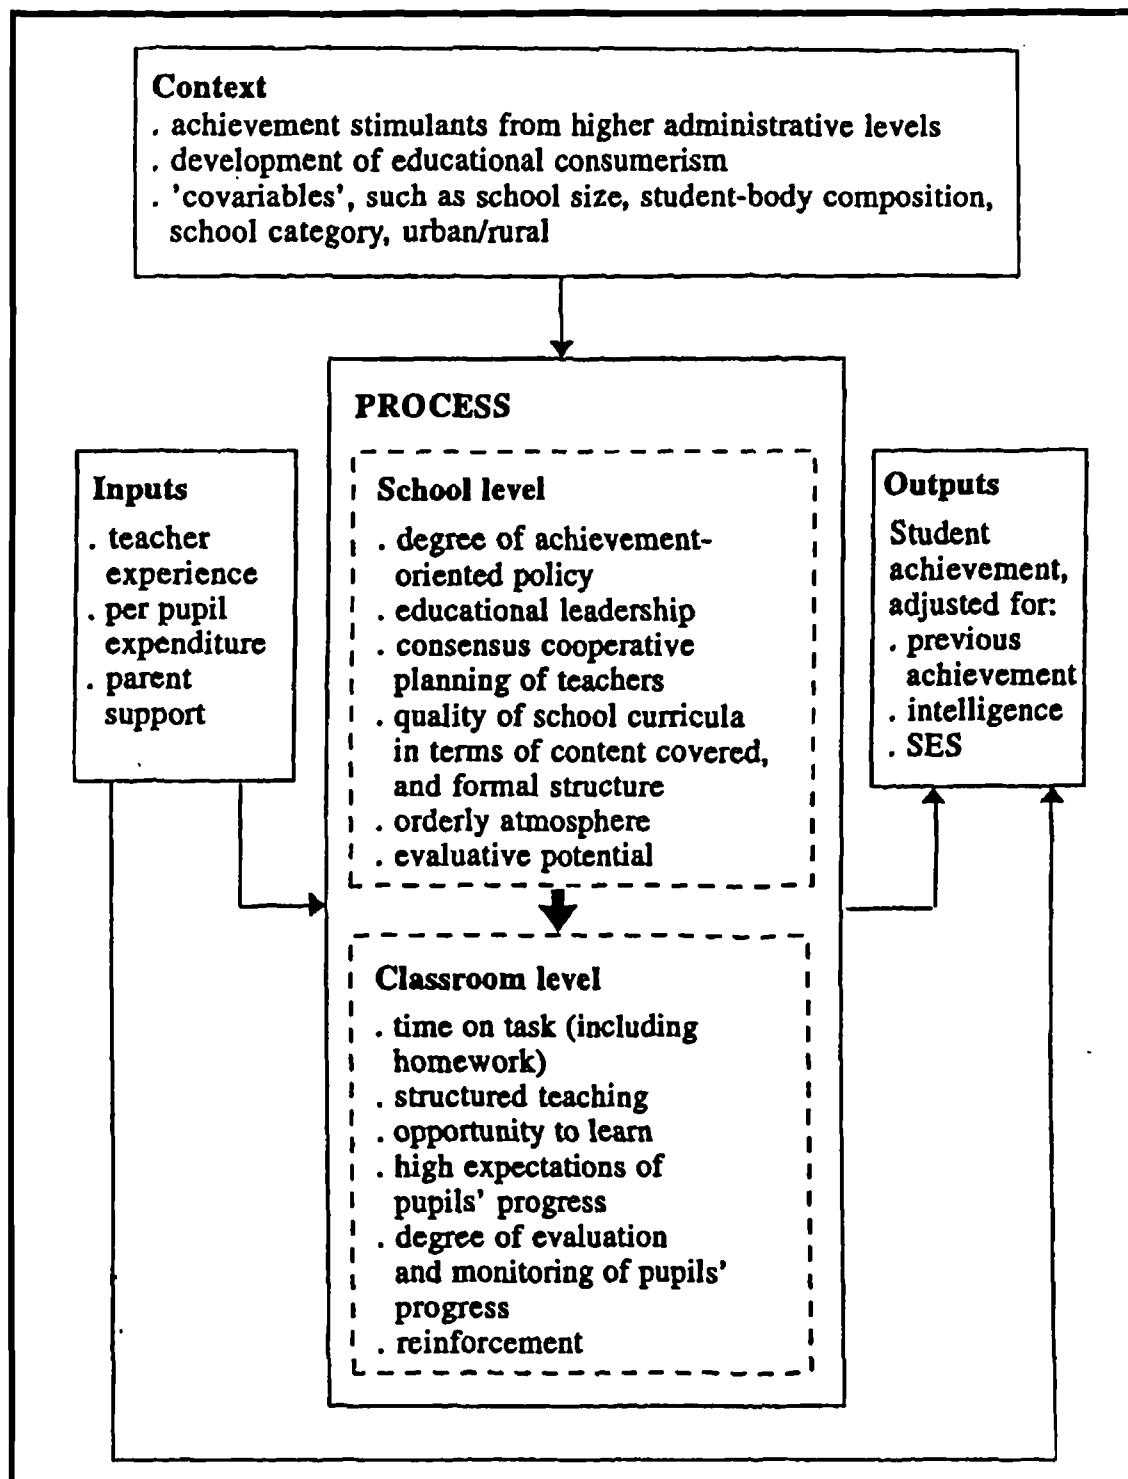 Context
. achievement stimulants from higher administrative levels
. development of educational consumerism
. 'covariables', such as school size, student-body composition,
school category, urban/rural
PROCESS
Inputs
. teacher
experience
. per pupil
expenditure
. parent
support
School level
. degree of achievement-
oriented policy
. educational leadership
. consensus cooperative
planning of teachers
. quality of school curricula
in terms of content covered,
and formal structure
. orderly atmosphere
. evaluative potential
Classroom level
. time on task (including
homework)
. structured teaching
. opportunity to learn
. high expectations of
pupils' progress
. degree of evaluation
and monitoring of pupils'
progress
. reinforcement
Outputs
Student
achievement,
adjusted for:
. previous
achievement
. intelligence
. SES